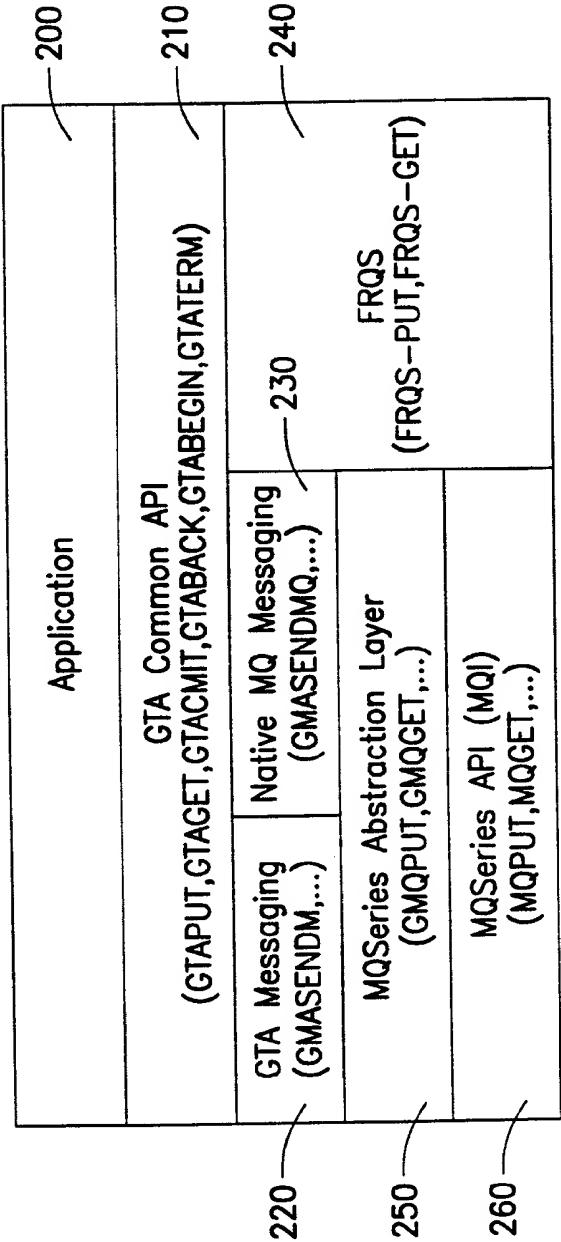 Application
200
GTA Common API
(GTAPUT,GTAGET,GTACMIT,GTABACK,GTABEGIN,GTATERM)
210
GTA Messaging
(GMASENDM,...)
220
Native MQ Messaging
(GMASENDMQ,...)
230
FRQS
(FRQS-PUT,FRQS-GET)
240
MQSeries Abstraction Layer
(GMQPUT,GMQGET,...)
250
MQSeries API (MQI)
(MQPUT,MQGET,...)
260